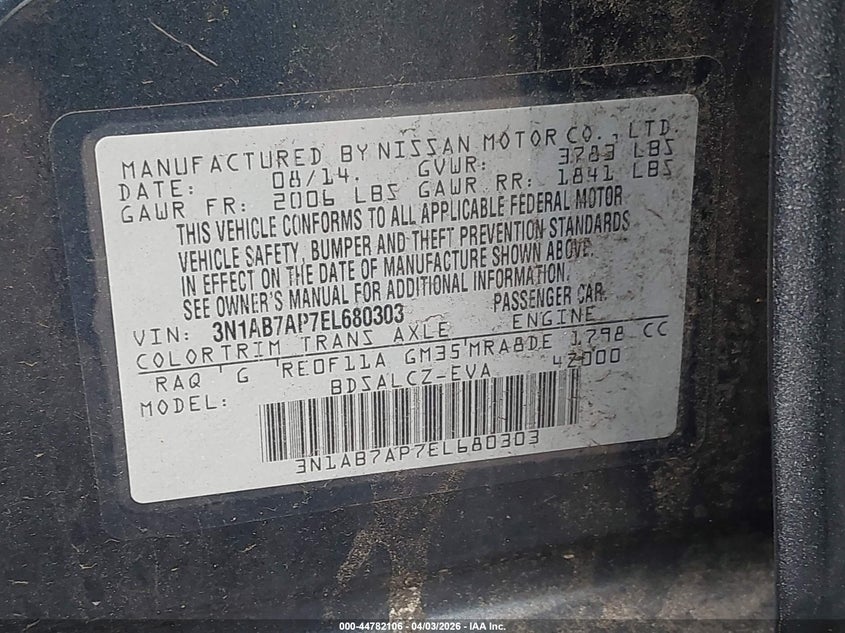 MANUFACTURED BY NISSAN MOTOR CO., LTD.
DATE: 08/14. GVWR: 3783 LBS
GAWR FR: 2006 LBS GAWR RR: 1841 LBS
THIS VEHICLE CONFORMS TO ALL APPLICABLE FEDERAL MOTOR
VEHICLE SAFETY, BUMPER AND THEFT PREVENTION STANDARDS
IN EFFECT ON THE DATE OF MANUFACTURE SHOWN ABOVE.
SEE OWNER'S MANUAL FOR ADDITIONAL INFORMATION.
VIN: 3N1AB7AP7EL680303 PASSENGER CAR
COLOR TRIM TRANS AXLE ENGINE
RAQ G RE0F11A GM35 MRA8DE 1798 CC
MODEL: BDSALCZ-EVA 42000
3N1AB7AP7EL680303
000-44782106 - 04/03/2026 - IAA Inc.